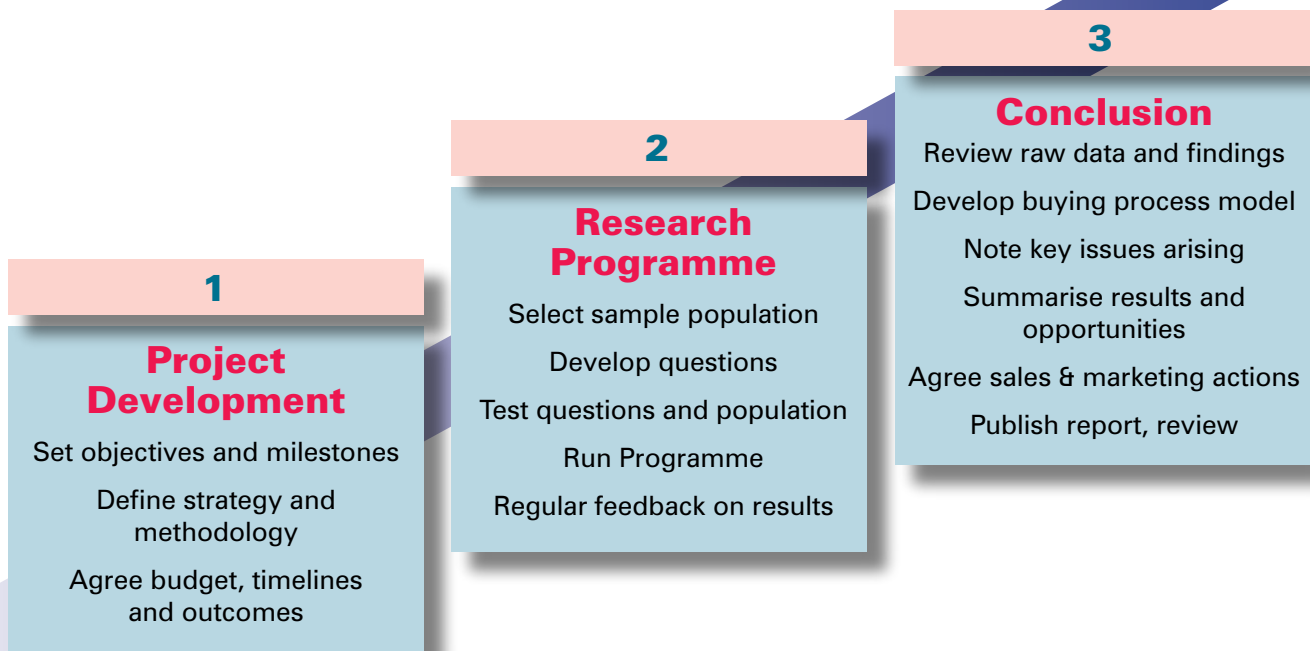 1
Project
Development
Set objectives and milestones
Define strategy and
methodology
Agree budget, timelines
and outcomes
2
Research
Programme
Select sample population
Develop questions
Test questions and population
Run Programme
Regular feedback on results
3
Conclusion
Review raw data and findings
Develop buying process model
Note key issues arising
Summarise results and
opportunities
Agree sales & marketing actions
Publish report, review